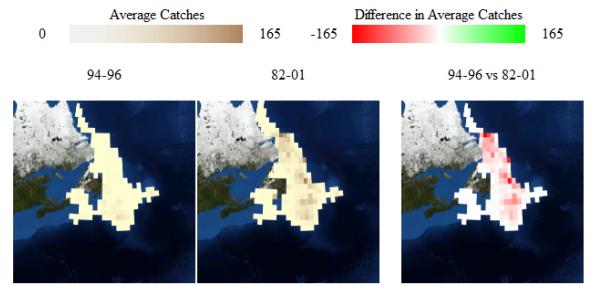 Average Catches Difference in Average Catches
0 165 -165 165
94-96 82-01 94-96 vs 82-01